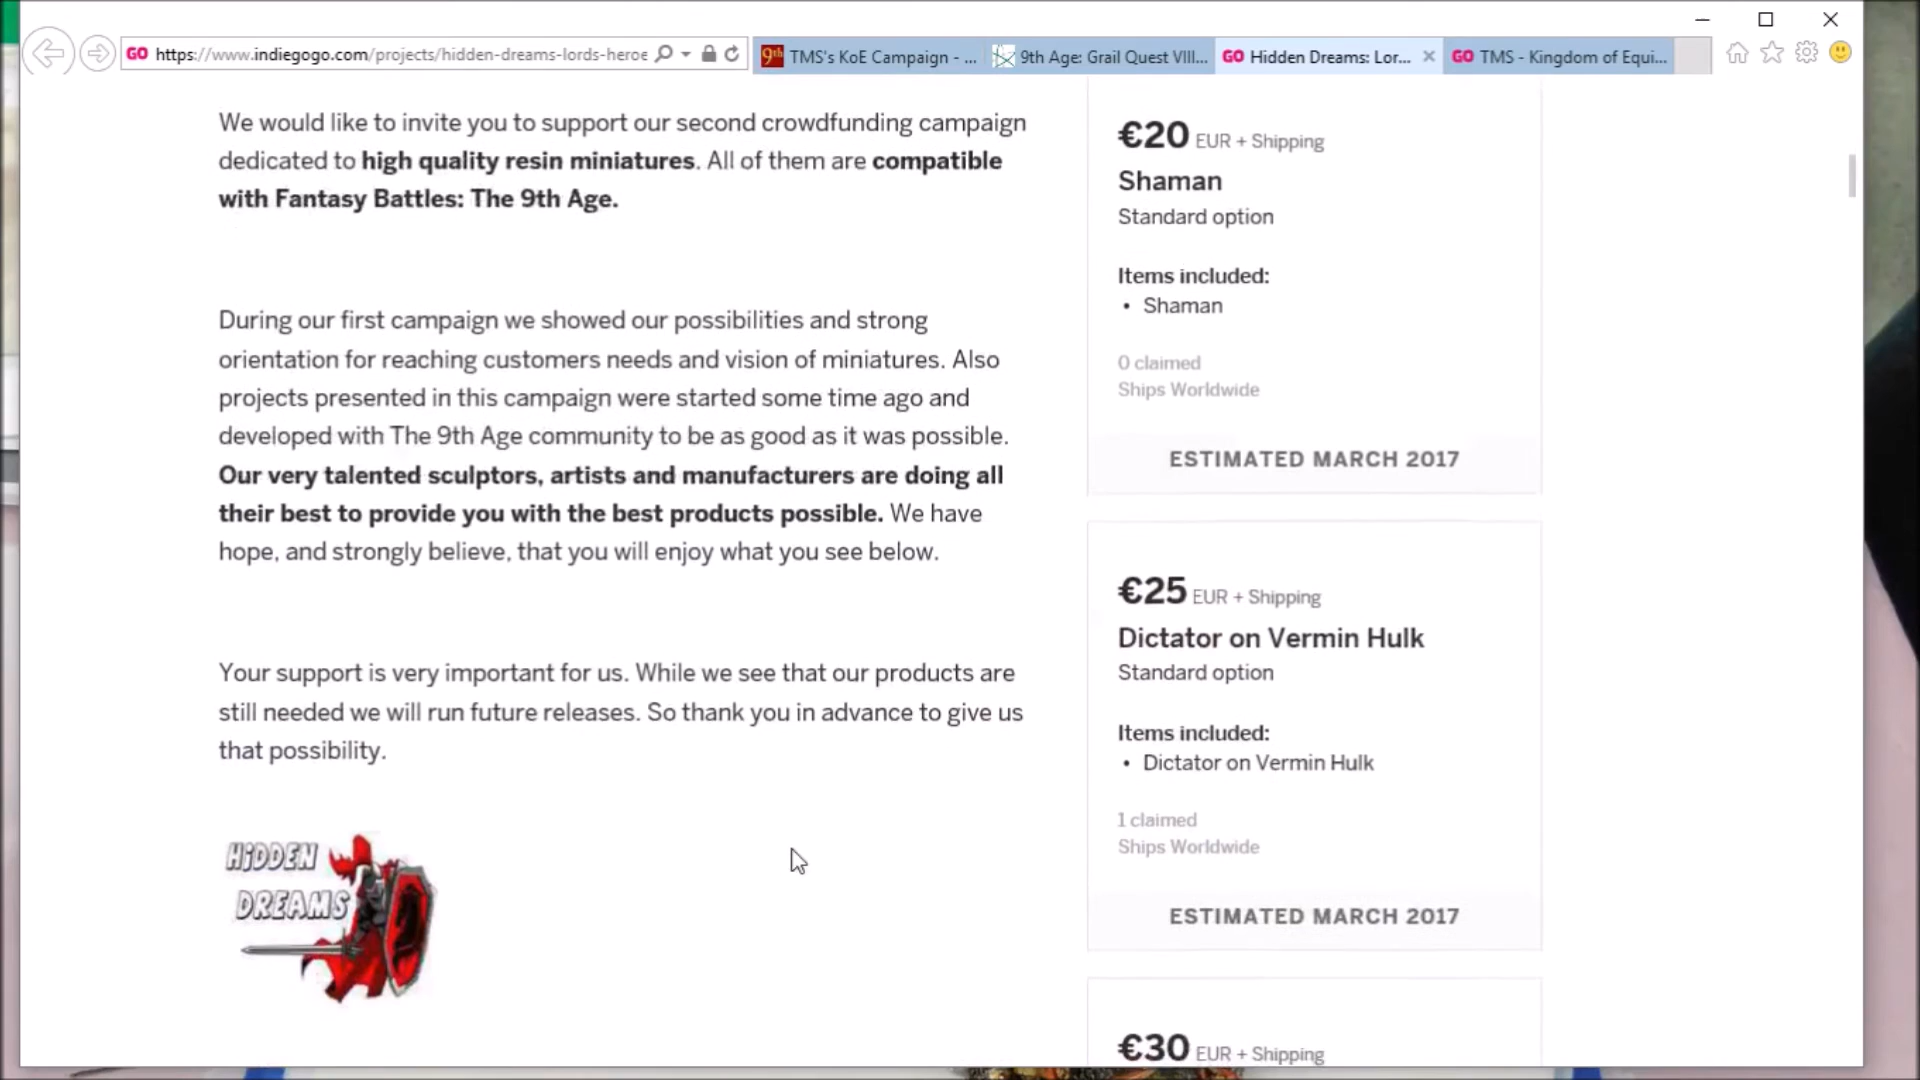 GO https://www.indiegogo.com/projects/hidden-dreams-lords-heroe
9th TMS's KoE Campaign - ...
9th Age: Grail Quest VIII...
GO Hidden Dreams: Lor...
GO TMS - Kingdom of Equi...
We would like to invite you to support our second crowdfunding campaign
dedicated to high quality resin miniatures. All of them are compatible
with Fantasy Battles: The 9th Age.
During our first campaign we showed our possibilities and strong
orientation for reaching customers needs and vision of miniatures. Also
projects presented in this campaign were started some time ago and
developed with The 9th Age community to be as good as it was possible.
Our very talented sculptors, artists and manufacturers are doing all
their best to provide you with the best products possible. We have
hope, and strongly believe, that you will enjoy what you see below.
Your support is very important for us. While we see that our products are
still needed we will run future releases. So thank you in advance to give us
that possibility.
HiDDEN
DREAMS
€20 EUR + Shipping
Shaman
Standard option
Items included:
• Shaman
0 claimed
Ships Worldwide
ESTIMATED MARCH 2017
€25 EUR + Shipping
Dictator on Vermin Hulk
Standard option
Items included:
• Dictator on Vermin Hulk
1 claimed
Ships Worldwide
ESTIMATED MARCH 2017
€30 EUR + Shipping